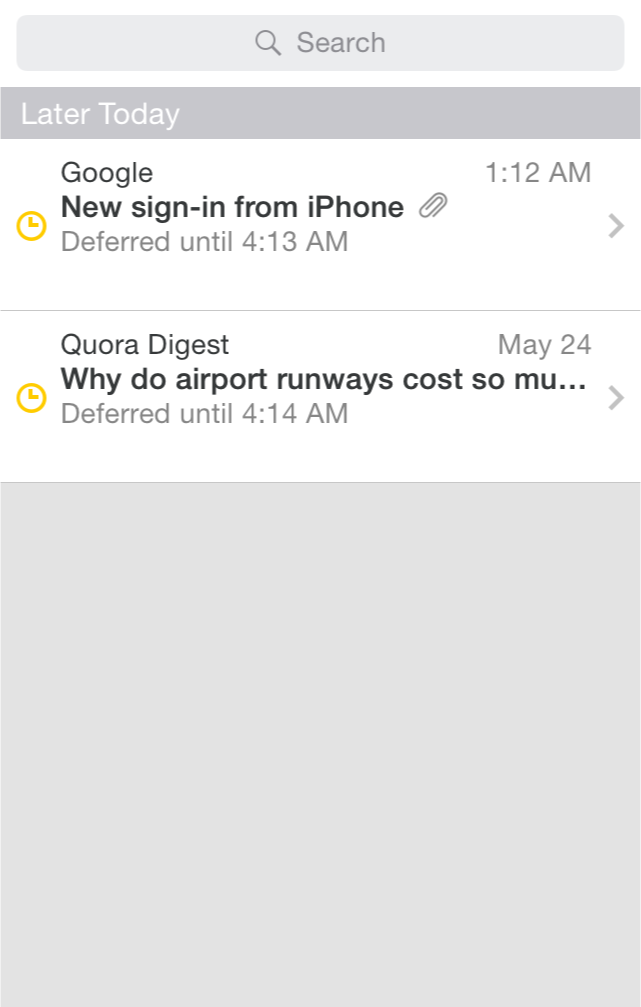 Search
Later Today
Google 1:12 AM
New sign-in from iPhone
Deferred until 4:13 AM
Quora Digest May 24
Why do airport runways cost so mu...
Deferred until 4:14 AM